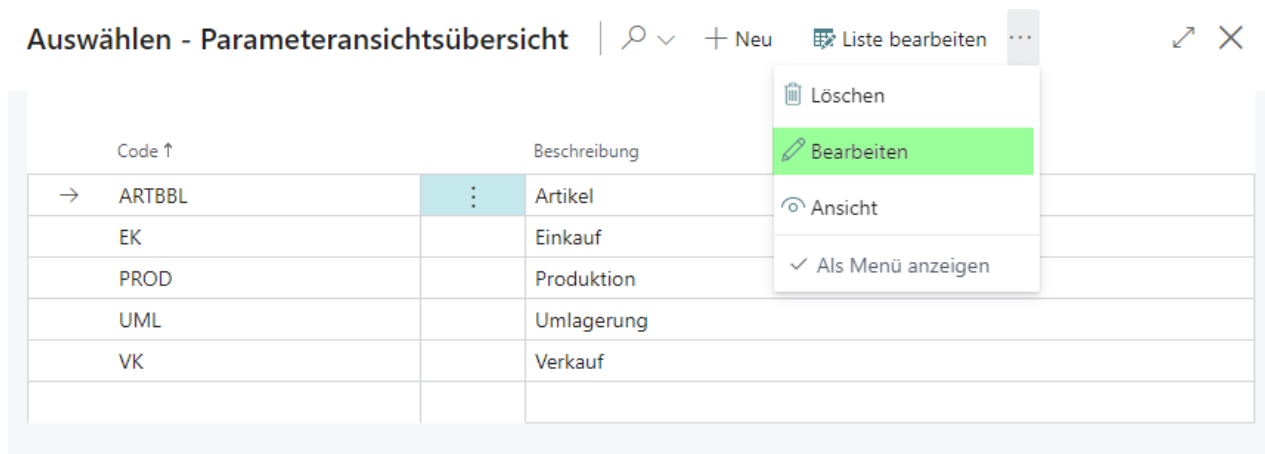 Auswählen - Parameteransichtsübersicht Neu Liste bearbeiten
Löschen
Code ↑ Beschreibung Bearbeiten
ARTBBL Artikel
Ansicht
EK Einkauf
Als Menü anzeigen
PROD Produktion
UML Umlagerung
VK Verkauf